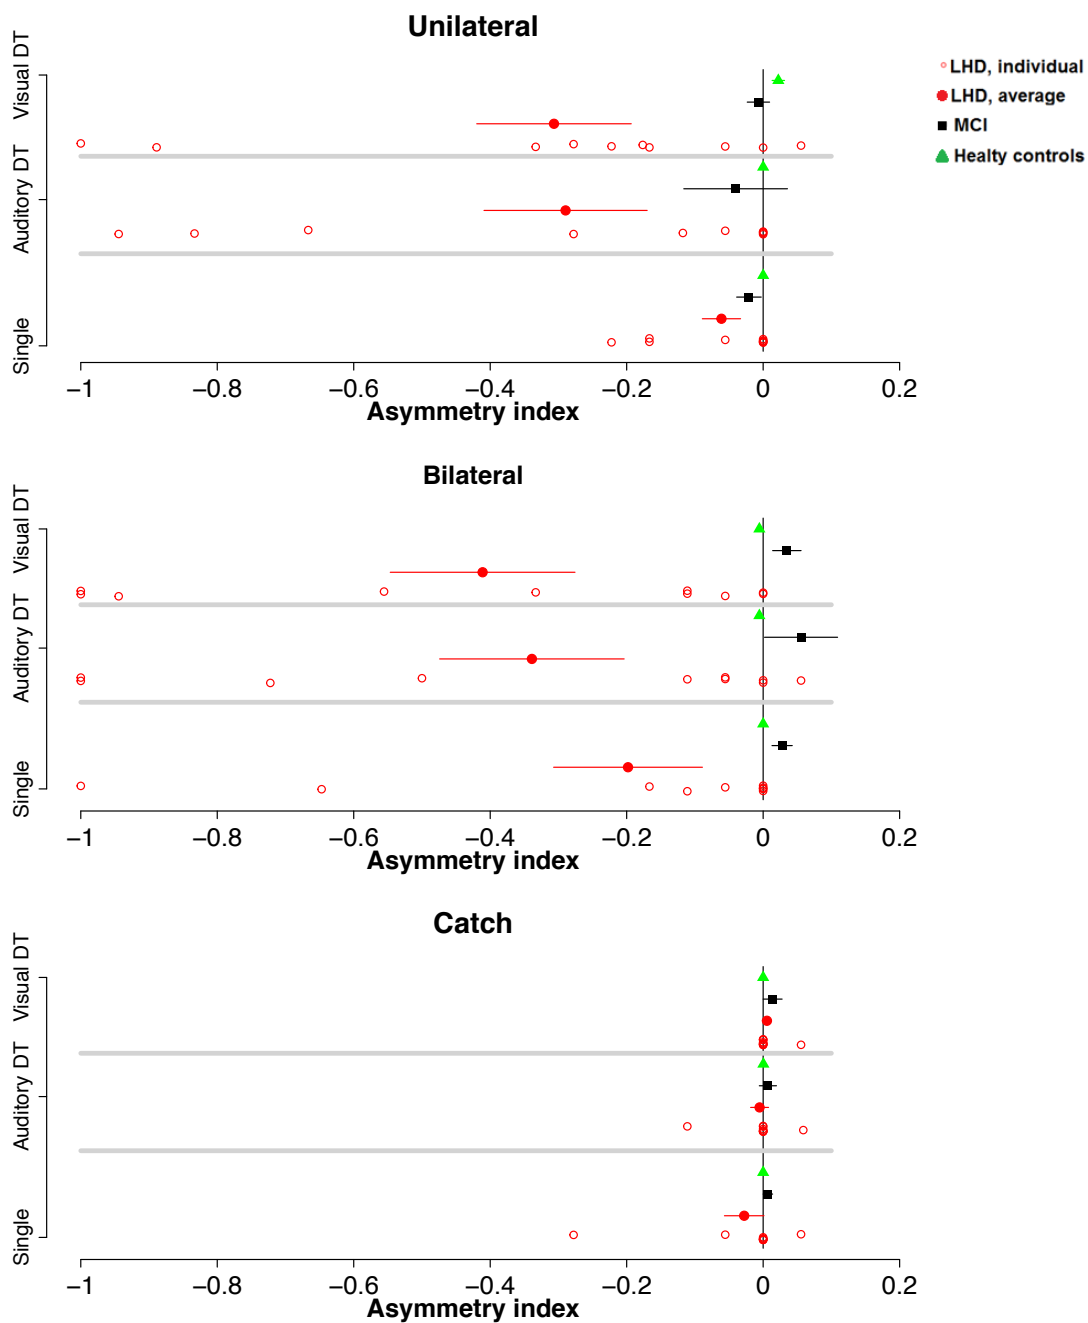 Unilateral
LHD, individual
LHD, average
MCI
Healty controls
Visual DT
Auditory DT
Single
−1 −0.8 −0.6 −0.4 −0.2 0 0.2
Asymmetry index
Bilateral
Visual DT
Auditory DT
Single
−1 −0.8 −0.6 −0.4 −0.2 0 0.2
Asymmetry index
Catch
Visual DT
Auditory DT
Single
−1 −0.8 −0.6 −0.4 −0.2 0 0.2
Asymmetry index